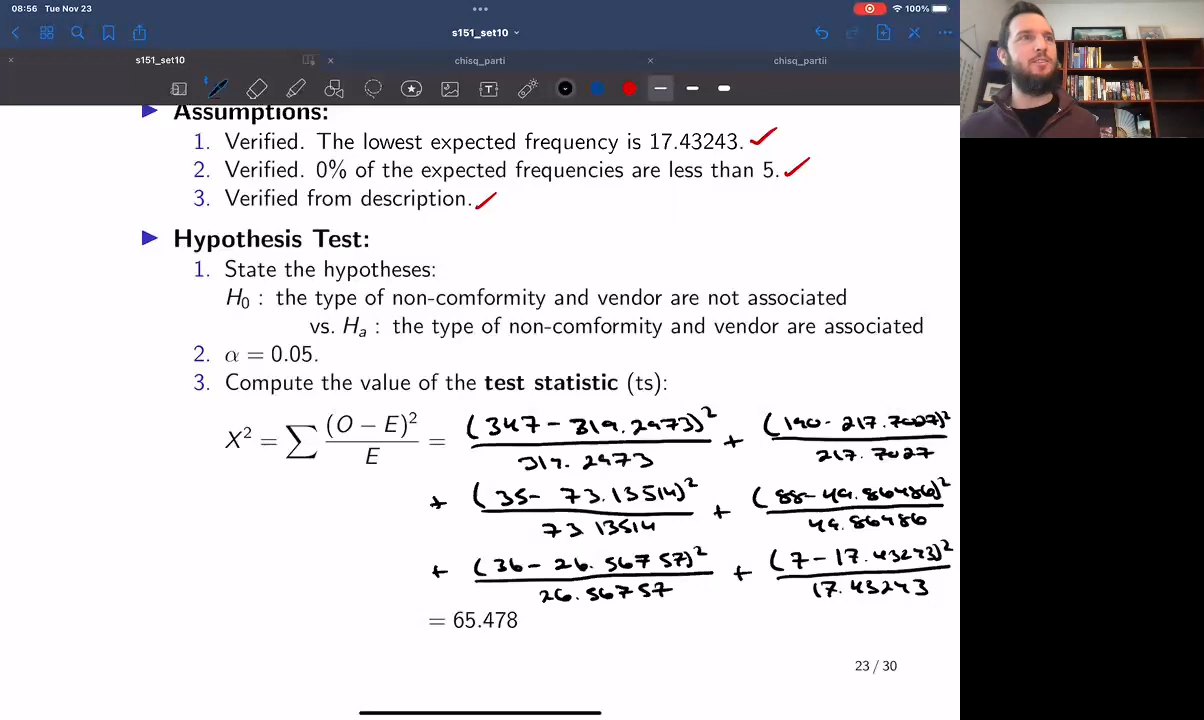 08:56 Tue Nov 23
100%
s151_set10
s151_set10
chisq_parti
chisq_partii
Assumptions:
1. Verified. The lowest expected frequency is 17.43243.
2. Verified. 0% of the expected frequencies are less than 5.
3. Verified from description.
Hypothesis Test:
1. State the hypotheses:
H₀ : the type of non-comformity and vendor are not associated
vs. Hₐ : the type of non-comformity and vendor are associated
2. α = 0.05.
3. Compute the value of the test statistic (ts):
X² = ∑ (O − E)² / E = (347 - 319.2973)² / 319.2973 + (190 - 217.7027)² / 217.7027
+ (35 - 73.13514)² / 73.13514 + (88 - 49.86486)² / 49.86486
+ (36 - 26.56757)² / 26.56757 + (7 - 17.43243)² / 17.43243
= 65.478
23 / 30